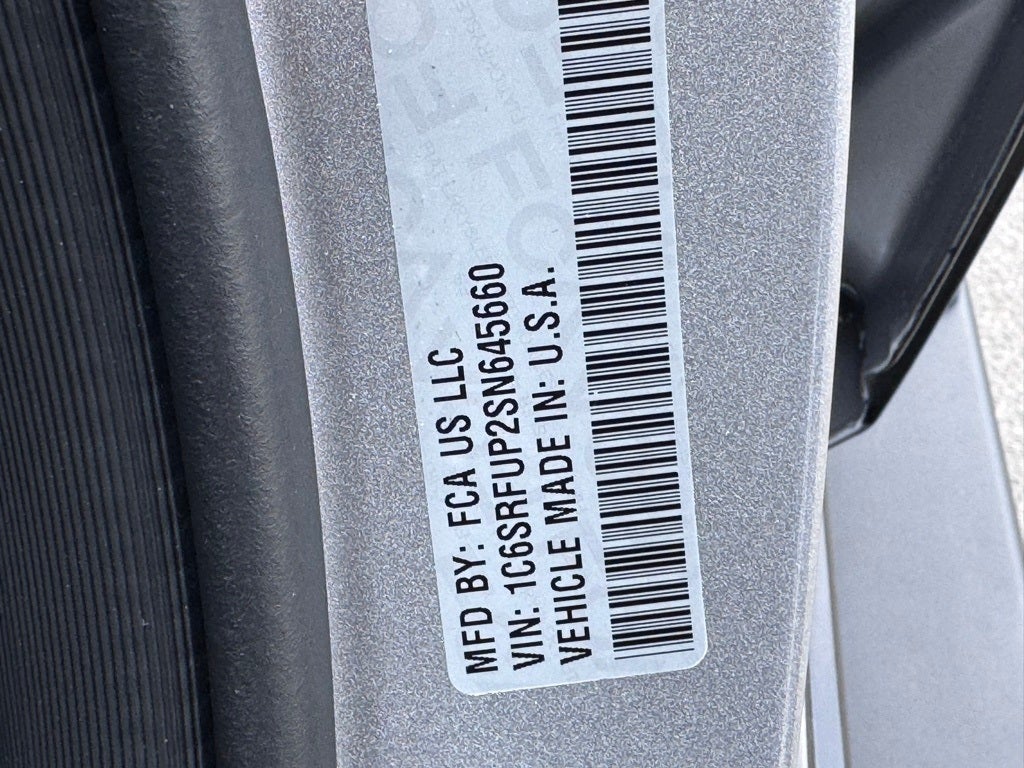 MFD BY: FCA US LLC
VIN: 1C6SRFUP2SN645660
VEHICLE MADE IN: U.S.A.